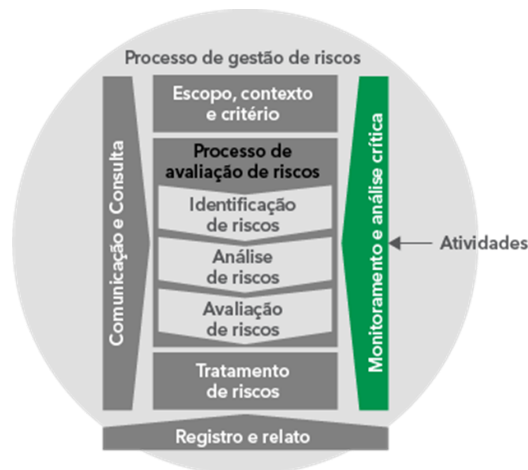 Processo de gestão de riscos
Escopo, contexto
e critério
Processo de
avaliação de riscos
Identificação
de riscos
Análise
de riscos
Avaliação
de riscos
Tratamento
de riscos
Comunicação e Consulta
Monitoramento e análise crítica
Atividades
Registro e relato